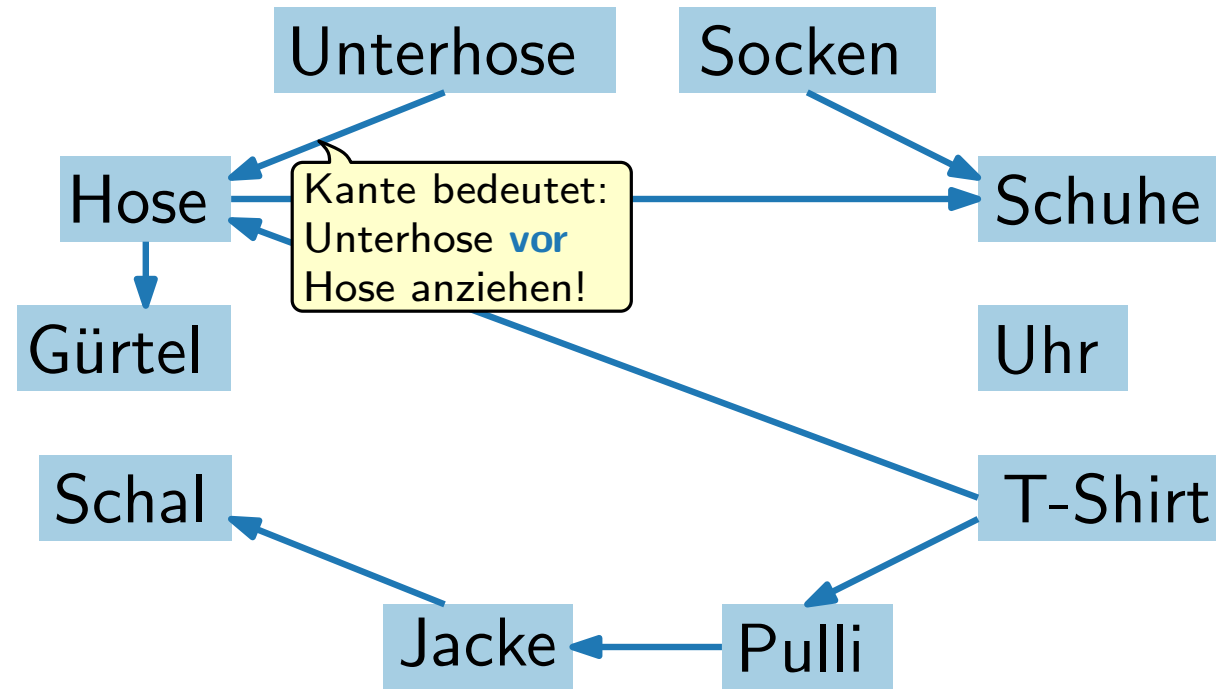 Unterhose
Socken
Hose
Kante bedeutet:
Unterhose vor
Hose anziehen!
Schuhe
Gürtel
Uhr
Schal
T-Shirt
Jacke
Pulli